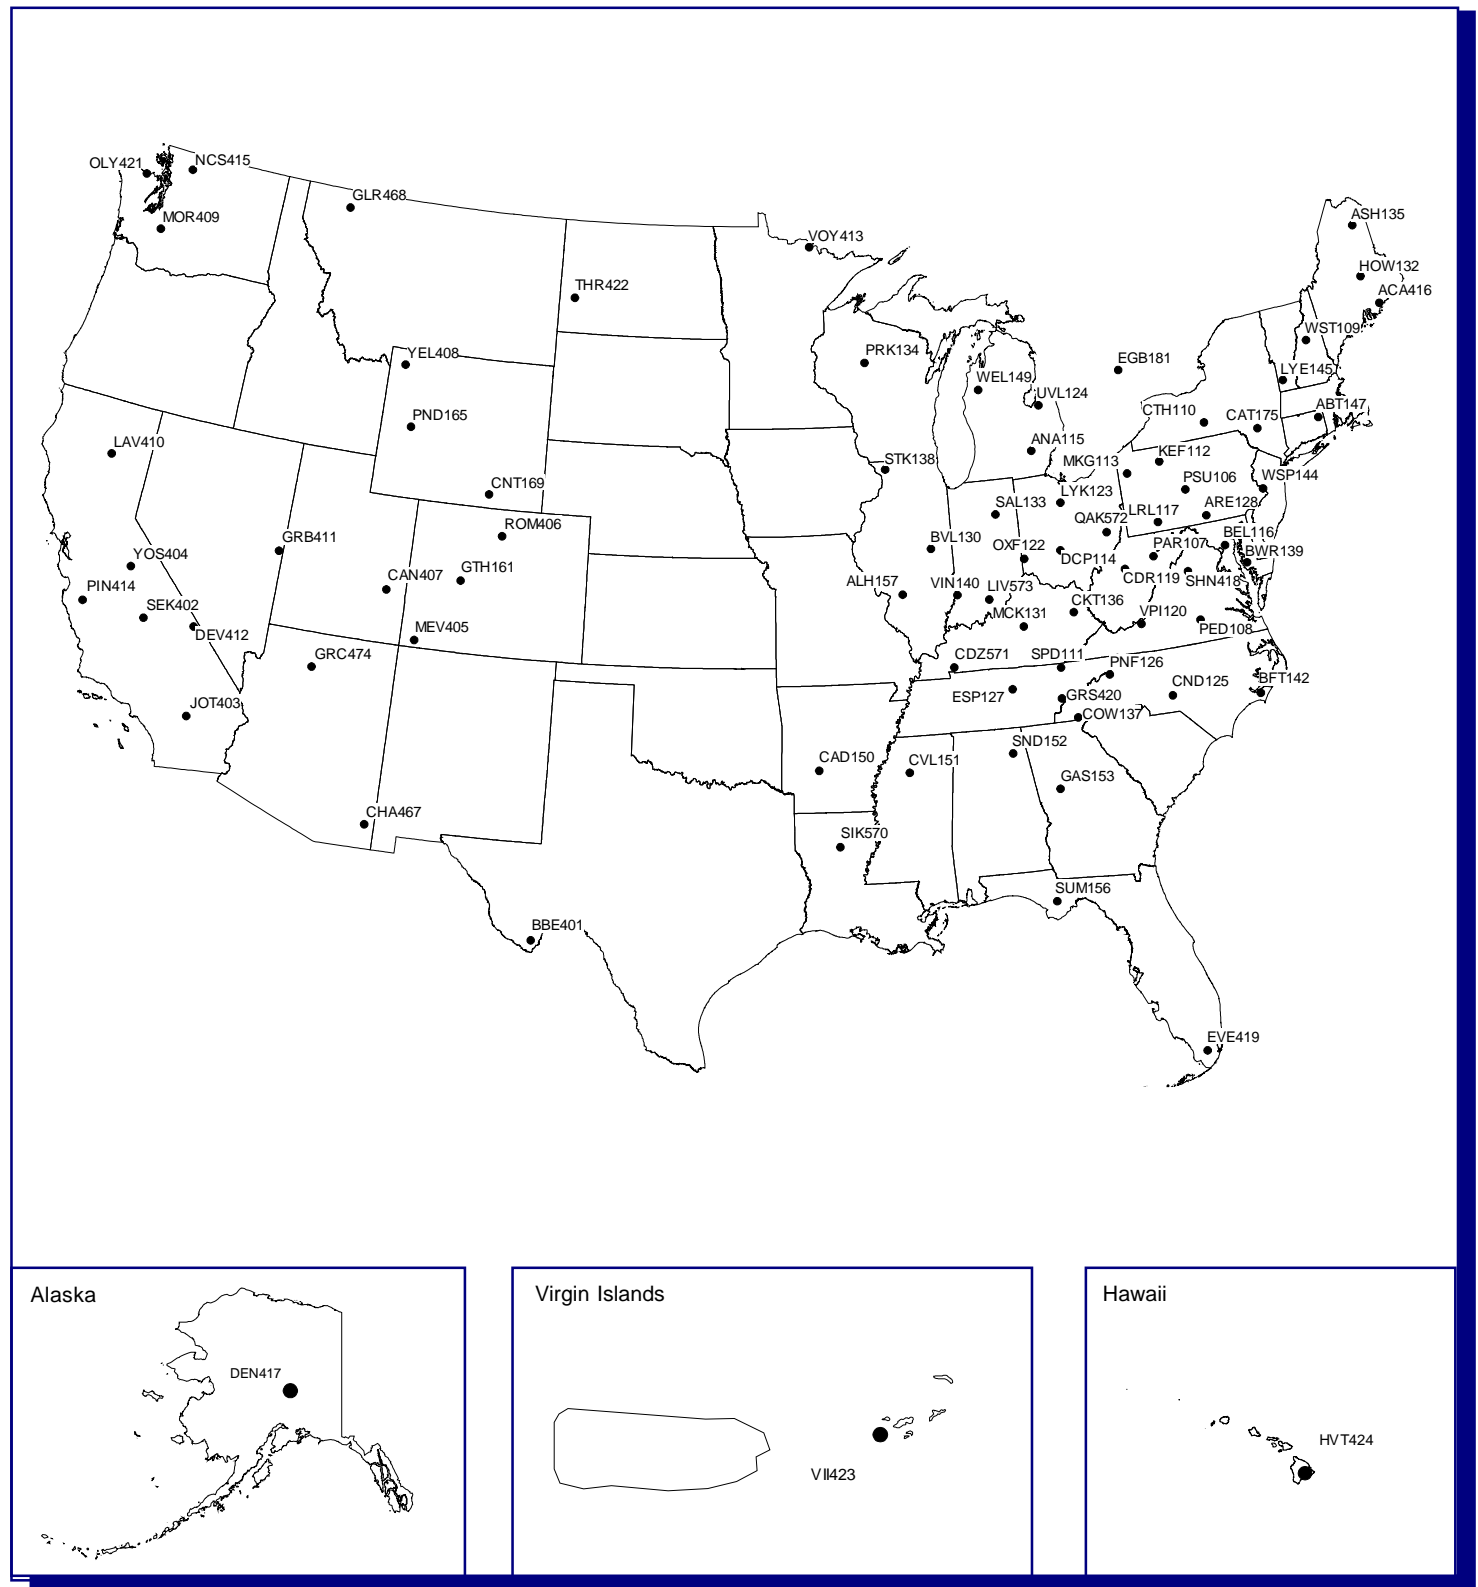 OLY421
NCS415
GLR468
MOR409
ASH135
VOY413
HOW132
THR422
ACA416
WST109
YEL408
PRK134
EGB181
WEL149
LYE145
UVL124
PND165
CTH110
CAT175
ABT147
LAV410
ANA115
STK138
MKG113
KEF112
CNT169
PSU106
WSP144
LYK123
SAL133
ARE128
LRL117
ROM406
QAK572
GRB411
BVL130
OXF122
PAR107
BEL116
BWR139
YOS404
DCP114
CAN407
GTH161
CDR119
SHN418
PIN414
ALH157
VIN140
LIV573
SEK402
CKT136
MCK131
VPI120
DEV412
MEV405
PED108
GRC474
CDZ571
SPD111
PNF126
CND125
BFT142
ESP127
GRS420
JOT403
COW137
SND152
CAD150
CVL151
GAS153
CHA467
SIK570
SUM156
BBE401
EVE419
Alaska
DEN417
Virgin Islands
VII423
Hawaii
HVT424